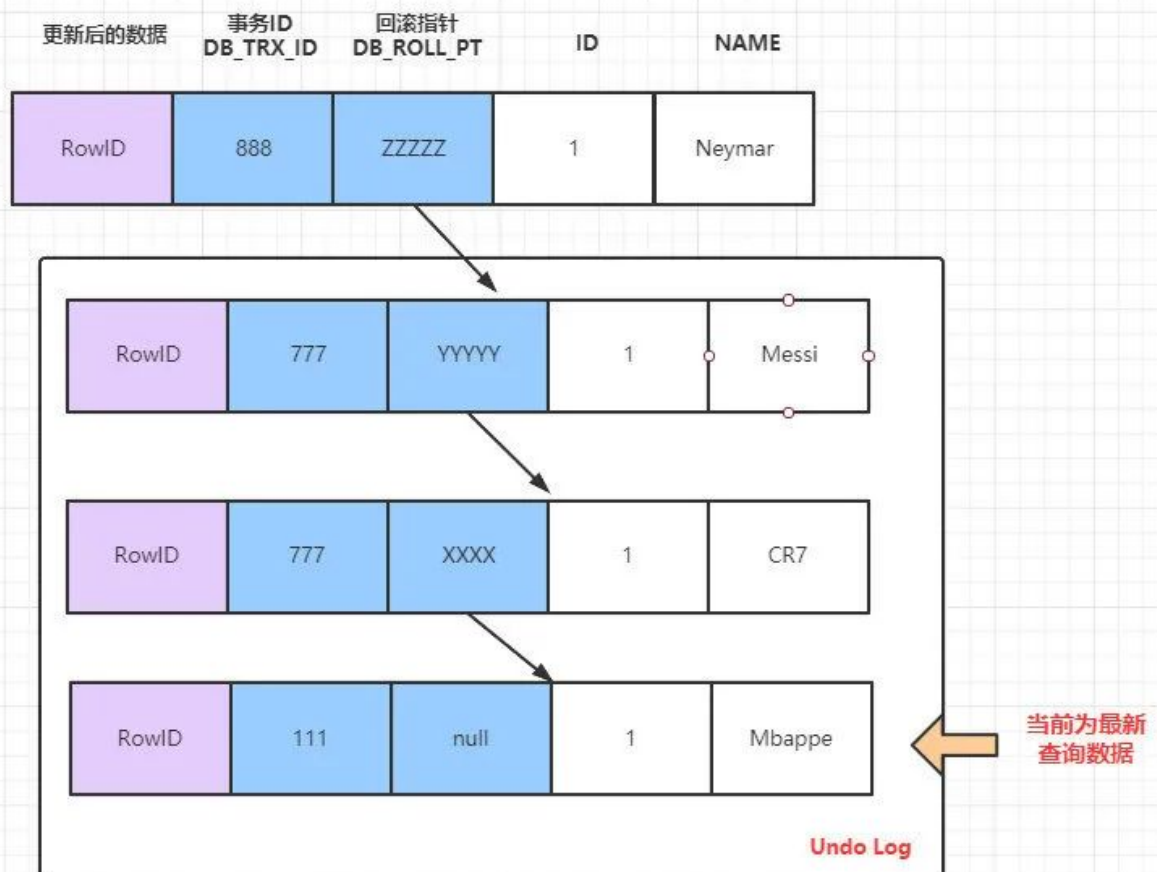 更新后的数据
事务ID
DB_TRX_ID
回滚指针
DB_ROLL_PT
ID
NAME
RowID
888
ZZZZZ
1
Neymar
RowID
777
YYYYY
1
Messi
RowID
777
XXXX
1
CR7
RowID
111
null
1
Mbappe
当前为最新
查询数据
Undo Log